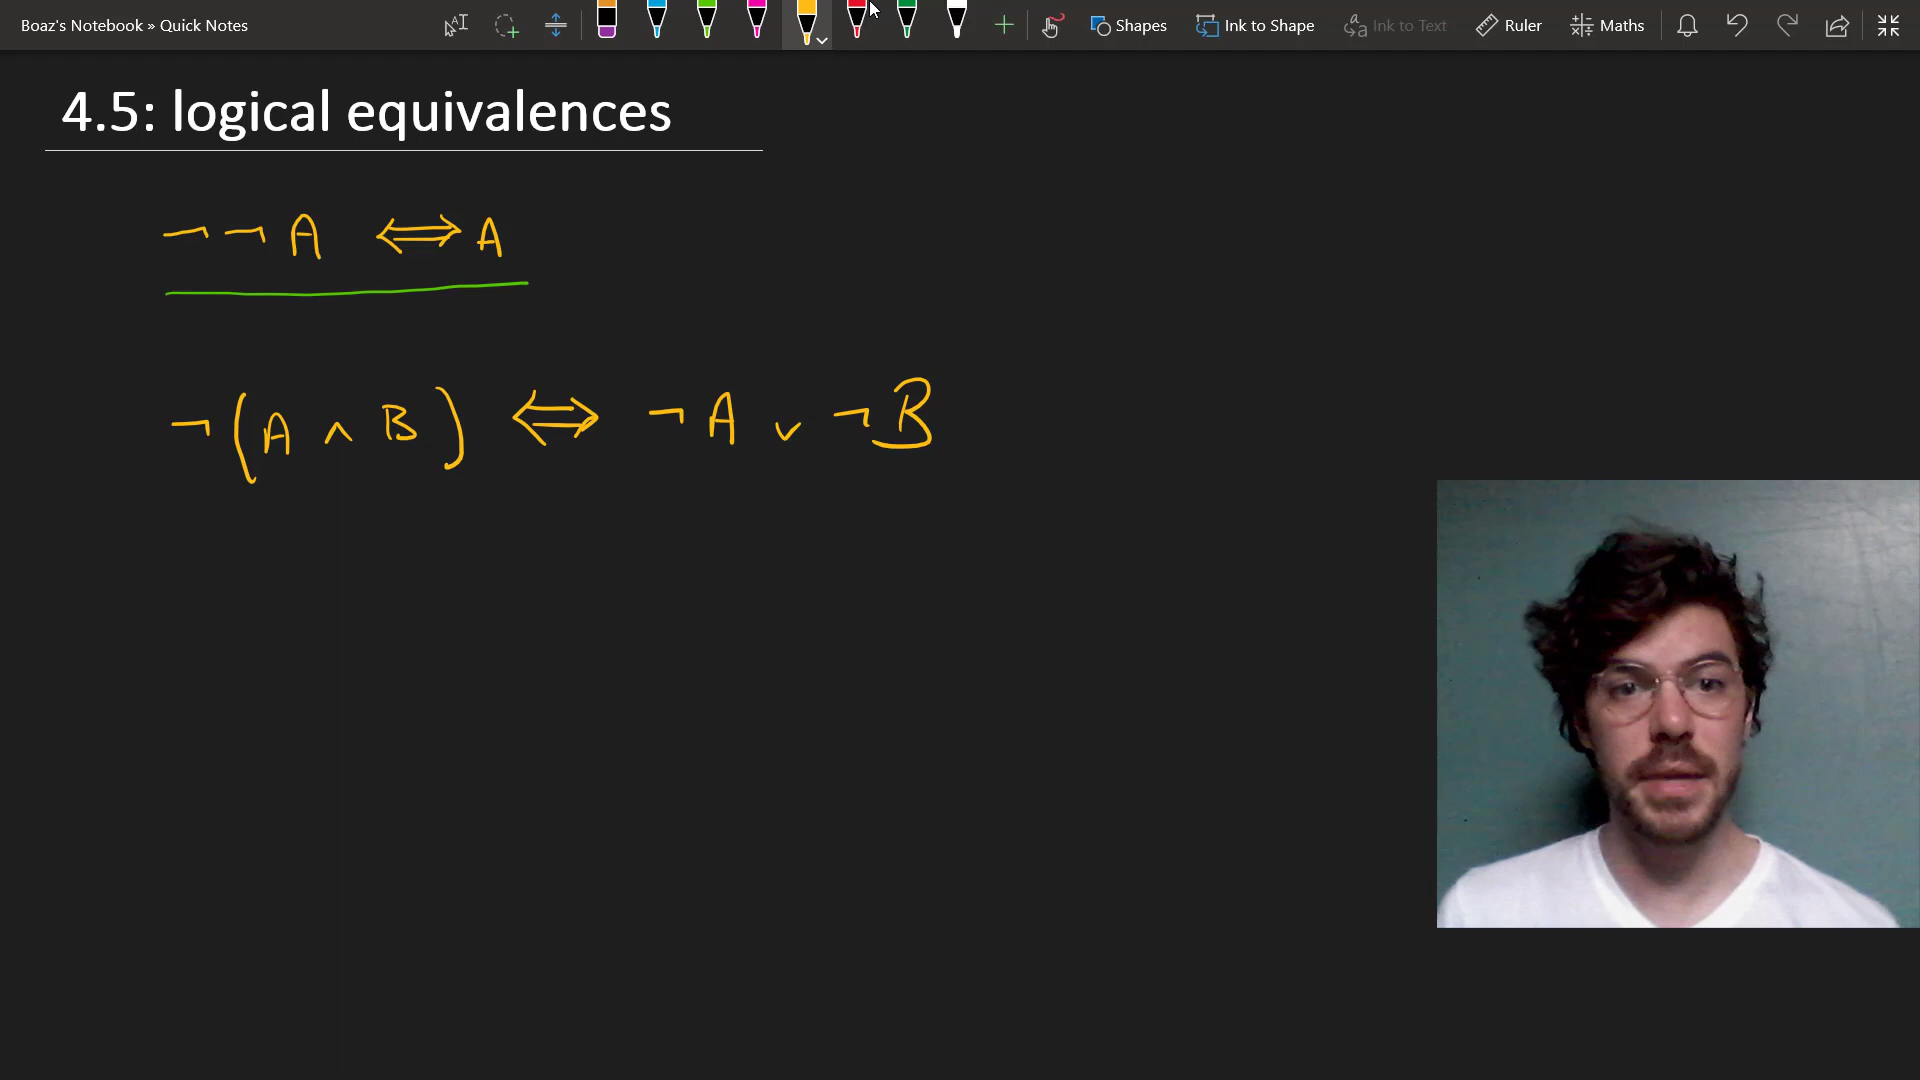 Boaz's Notebook » Quick Notes Shapes Ink to Shape Ink to Text Ruler Maths
4.5: logical equivalences
¬¬A ⟺ A
¬(A ∧ B) ⟺ ¬A ∨ ¬B